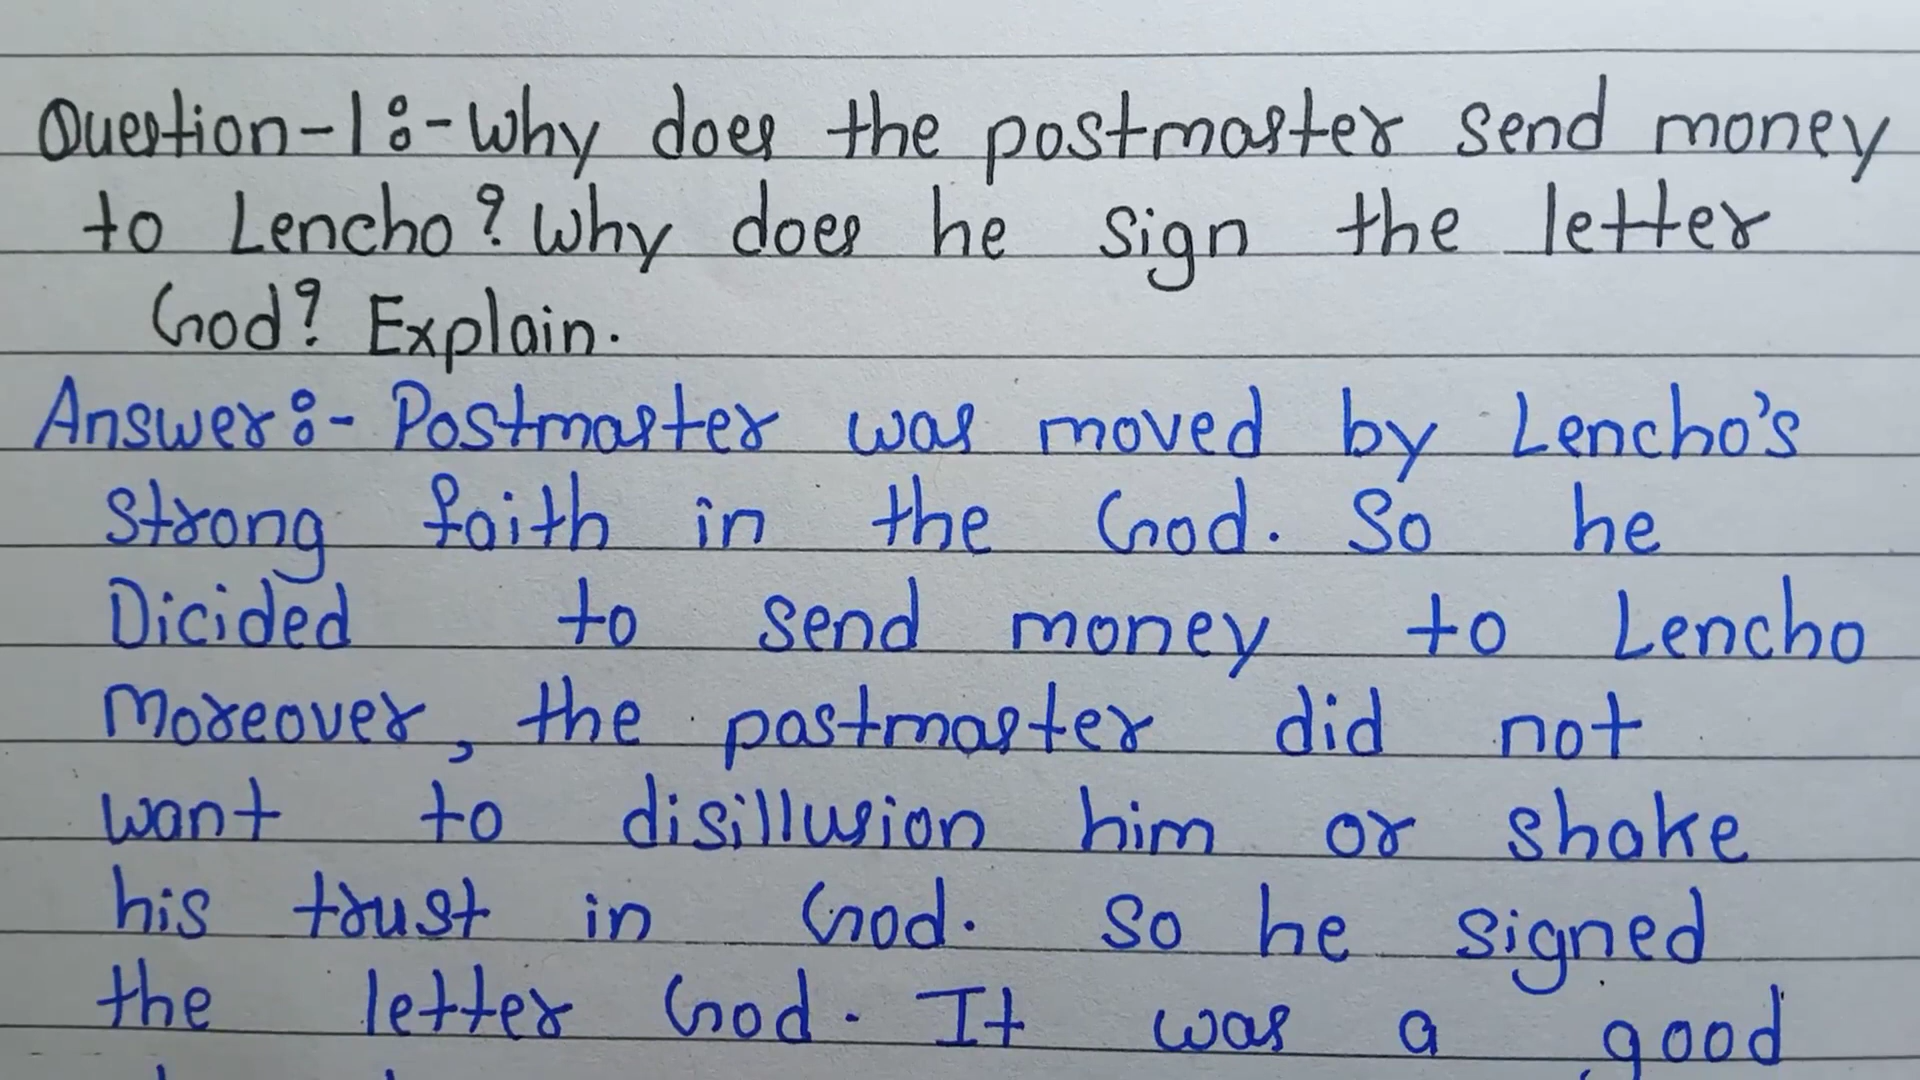 Question-1:-Why does the postmaster send money
to Lencho? Why does he sign the letter
God? Explain.
Answer:- Postmaster was moved by Lencho's
strong faith in the God. So he
Dicided to send money to Lencho
Moreover, the postmaster did not
want to disillusion him or shake
his trust in God. So he signed
the letter God. It was a good